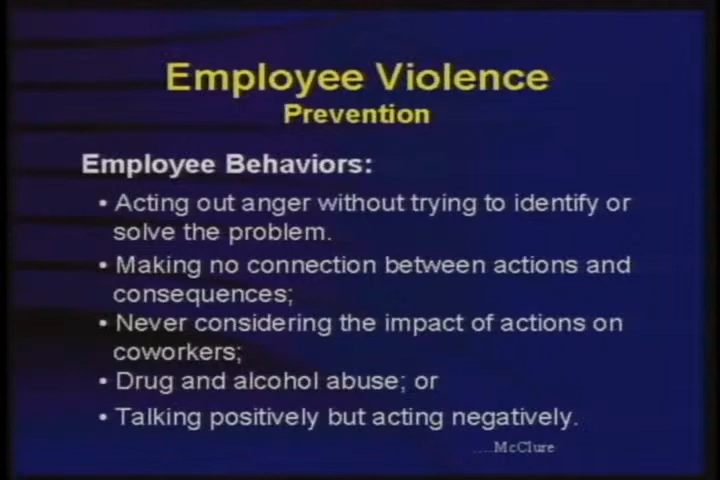 Employee Violence
Prevention
Employee Behaviors:
• Acting out anger without trying to identify or
solve the problem.
• Making no connection between actions and
consequences;
• Never considering the impact of actions on
coworkers;
• Drug and alcohol abuse; or
• Talking positively but acting negatively.
....McClure